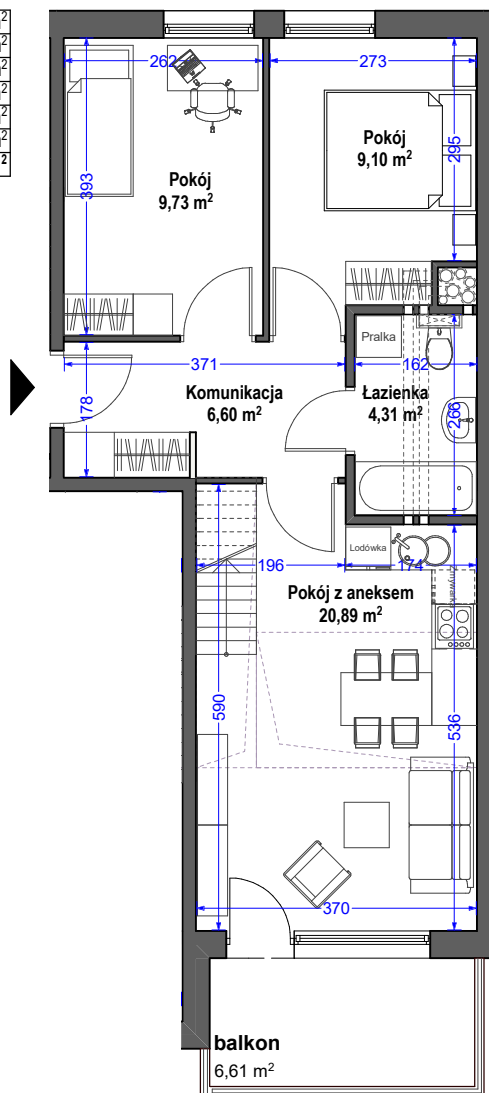 262
273
Pokój
9,73 m²
Pokój
9,10 m²
393
295
371
Komunikacja
6,60 m²
178
Pralka
162
Łazienka
4,31 m²
266
Lodówka
196
174
Zmywarka
Pokój z aneksem
20,89 m²
590
536
370
balkon
6,61 m²